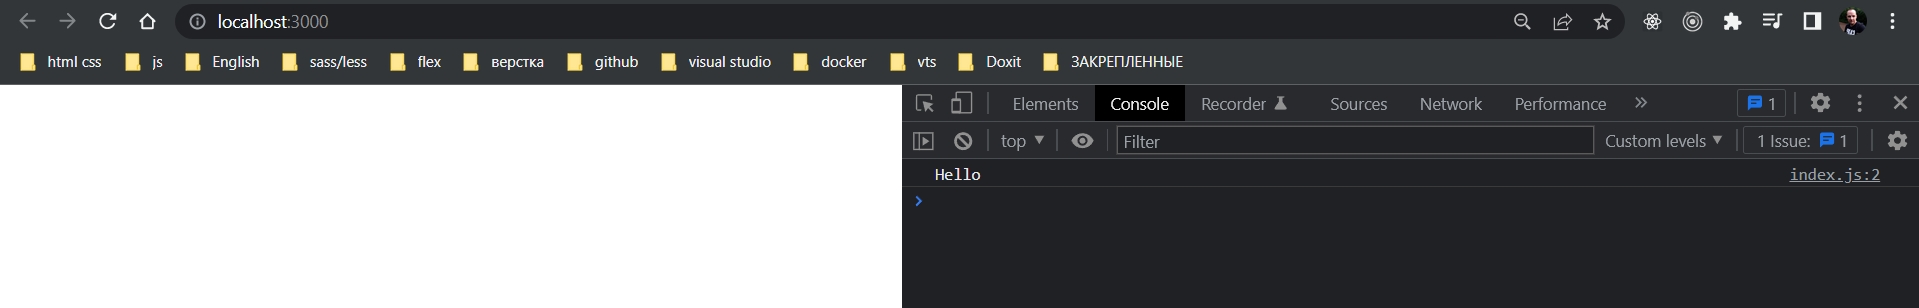 localhost:3000
html css js English sass/less flex верстка github visual studio docker vts Doxit ЗАКРЕПЛЕННЫЕ
Elements Console Recorder Sources Network Performance 1
top Filter Custom levels 1 Issue: 1
Hello index.js:2